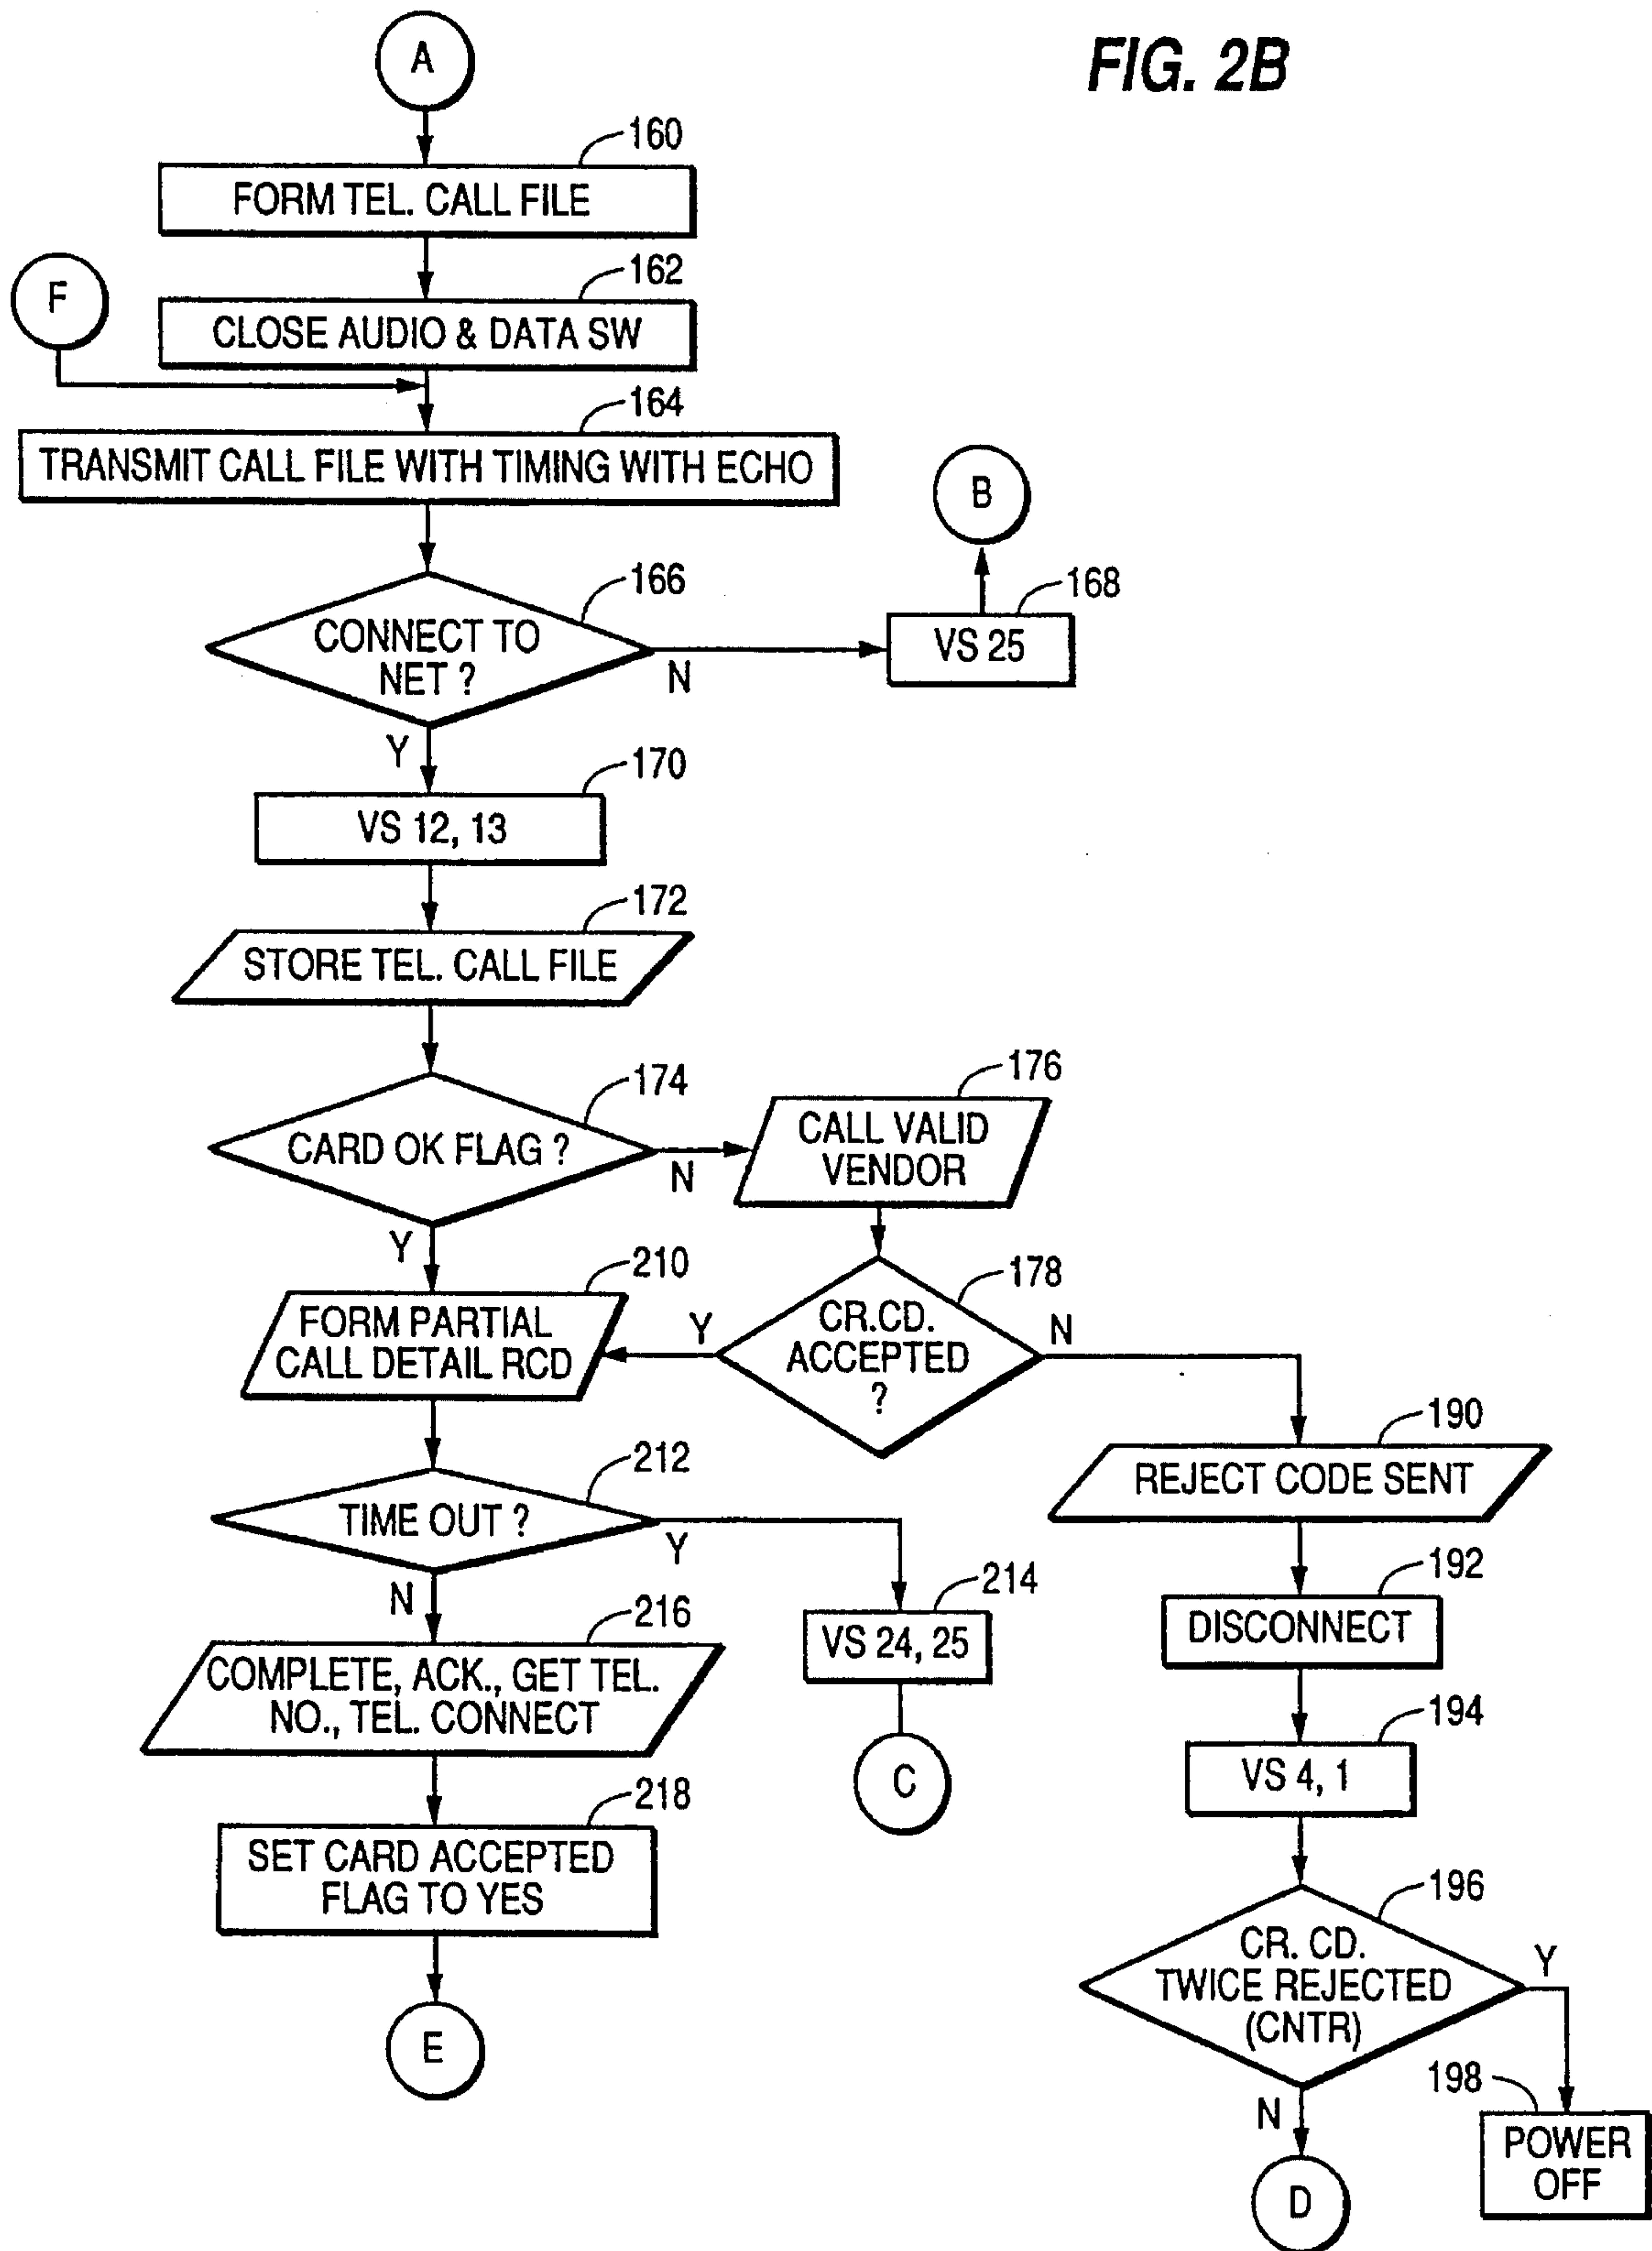 FIG. 2B
A
160
FORM TEL. CALL FILE
F
162
CLOSE AUDIO & DATA SW
164
TRANSMIT CALL FILE WITH TIMING WITH ECHO
B
166
CONNECT TO
NET ?
N
168
VS 25
Y
170
VS 12, 13
172
STORE TEL. CALL FILE
174
CARD OK FLAG ?
N
176
CALL VALID
VENDOR
Y
210
FORM PARTIAL
CALL DETAIL RCD
Y
178
CR.CD.
ACCEPTED
?
N
190
REJECT CODE SENT
212
TIME OUT ?
Y
N
214
VS 24, 25
C
192
DISCONNECT
216
COMPLETE, ACK., GET TEL.
NO., TEL. CONNECT
194
VS 4, 1
218
SET CARD ACCEPTED
FLAG TO YES
E
196
CR. CD.
TWICE REJECTED
(CNTR)
Y
198
POWER
OFF
N
D